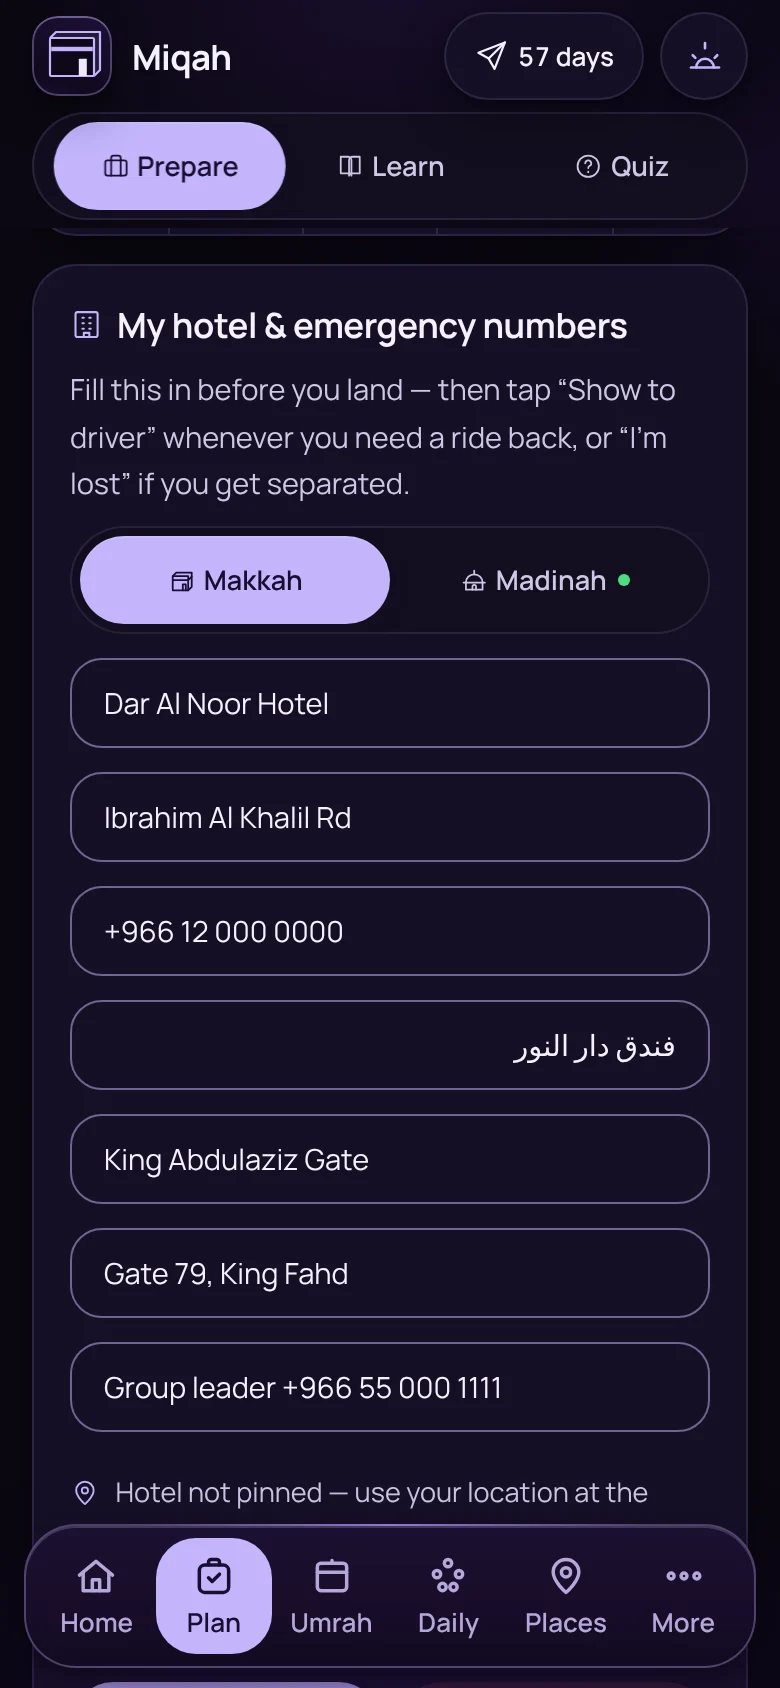 Miqah
57 days
Prepare
Learn
Quiz
My hotel & emergency numbers
Fill this in before you land — then tap “Show to
driver” whenever you need a ride back, or “I’m
lost” if you get separated.
Makkah
Madinah
Dar Al Noor Hotel
Ibrahim Al Khalil Rd
+966 12 000 0000
فندق دار النور
King Abdulaziz Gate
Gate 79, King Fahd
Group leader +966 55 000 1111
Hotel not pinned — use your location at the
Home
Plan
Umrah
Daily
Places
More